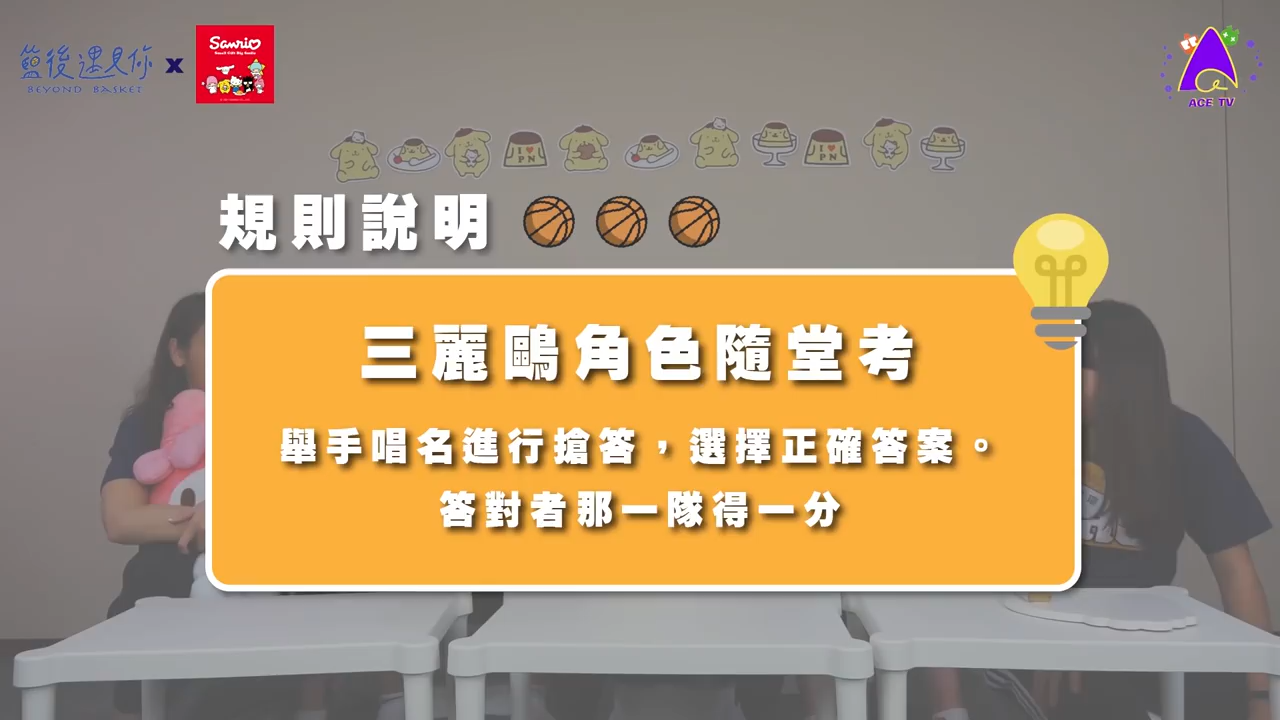 籃後遇見你
BEYOND BASKET
X
Sanrio
ACE TV
I ♥ PN
I ♥ PN
規則說明
三麗鷗角色隨堂考
舉手唱名進行搶答，選擇正確答案。
答對者那一隊得一分